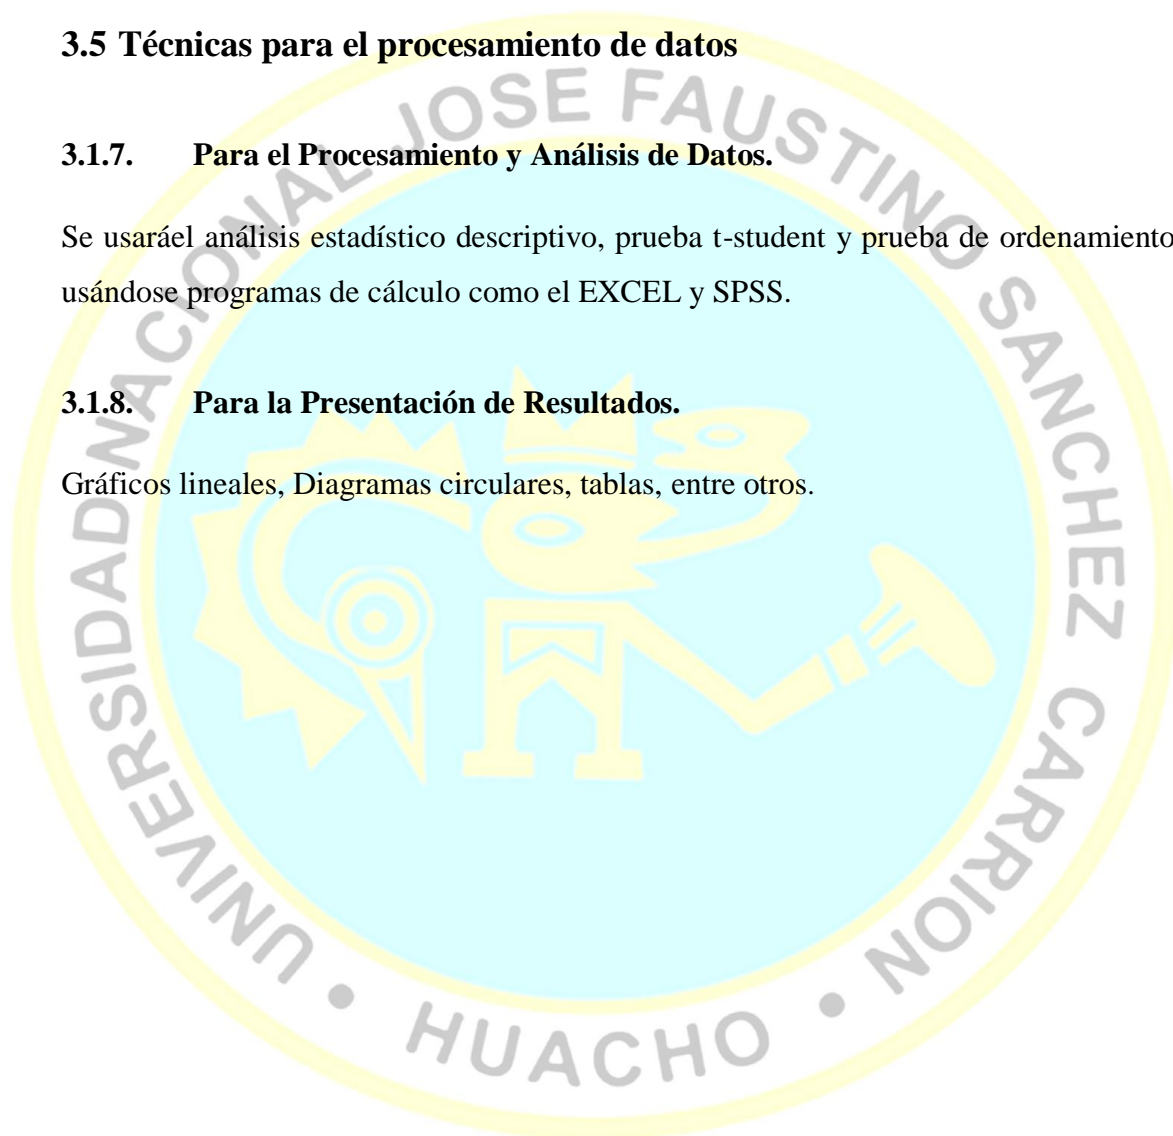 3.5 Técnicas para el procesamiento de datos
3.1.7. Para el Procesamiento y Análisis de Datos.
Se usaráel análisis estadístico descriptivo, prueba t-student y prueba de ordenamiento
usándose programas de cálculo como el EXCEL y SPSS.
3.1.8. Para la Presentación de Resultados.
Gráficos lineales, Diagramas circulares, tablas, entre otros.
UNIVERSIDAD NACIONAL JOSE FAUSTINO SANCHEZ CARRION • HUACHO •